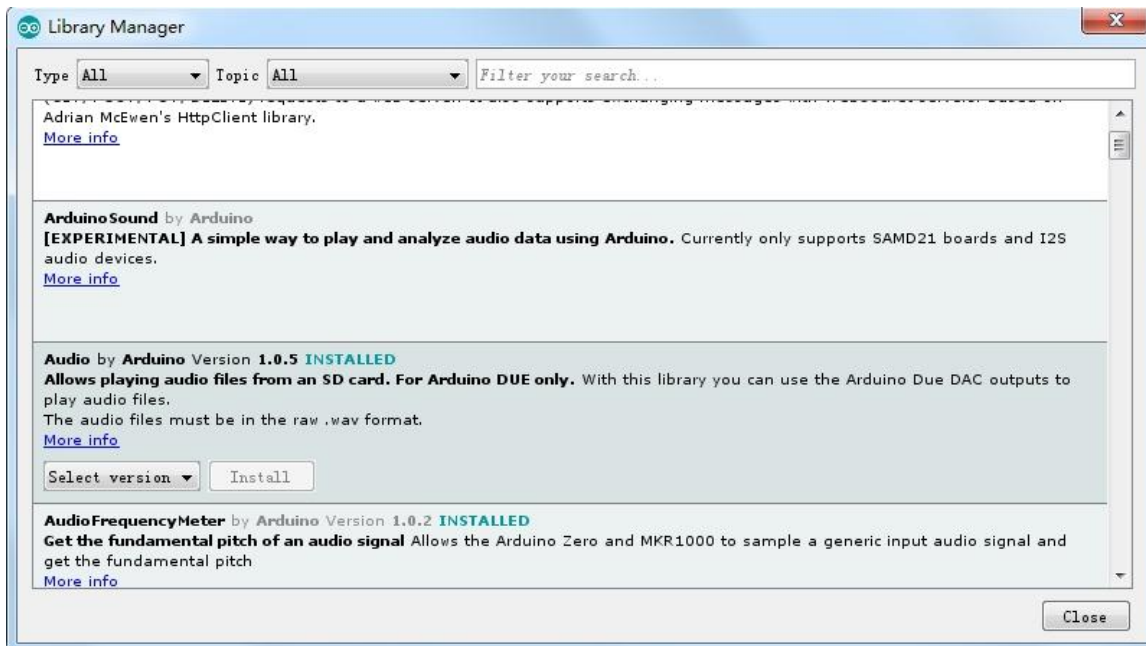 Library Manager
Type All Topic All Filter your search...
Adrian McEwen's HttpClient library.
More info
ArduinoSound by Arduino
[EXPERIMENTAL] A simple way to play and analyze audio data using Arduino. Currently only supports SAMD21 boards and I2S
audio devices.
More info
Audio by Arduino Version 1.0.5 INSTALLED
Allows playing audio files from an SD card. For Arduino DUE only. With this library you can use the Arduino Due DAC outputs to
play audio files.
The audio files must be in the raw .wav format.
More info
Select version Install
AudioFrequencyMeter by Arduino Version 1.0.2 INSTALLED
Get the fundamental pitch of an audio signal Allows the Arduino Zero and MKR1000 to sample a generic input audio signal and
get the fundamental pitch
More info
Close